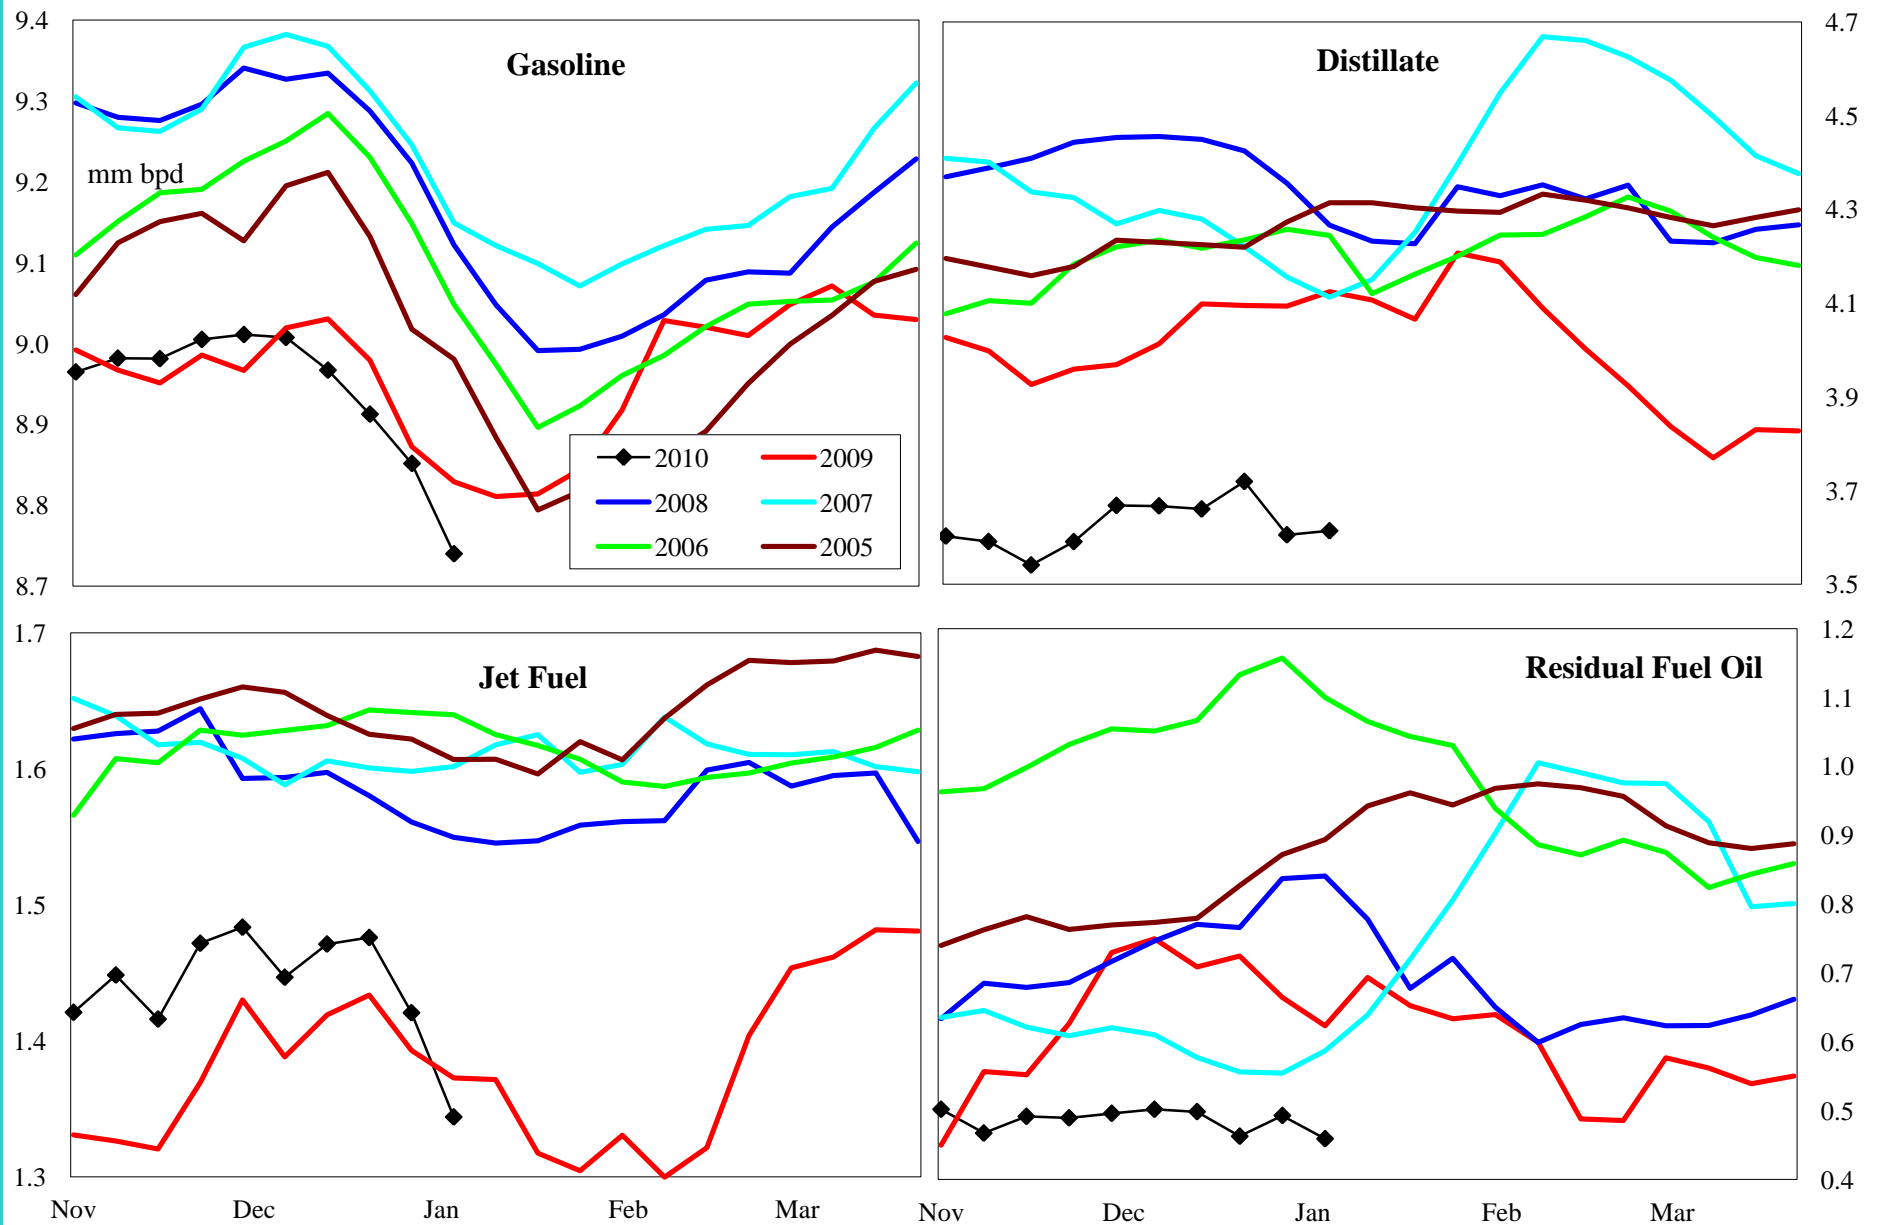 9.4
9.3
9.2
9.1
9.0
8.9
8.8
8.7
Gasoline
mm bpd
2010
2009
2008
2007
2006
2005
Distillate
4.7
4.5
4.3
4.1
3.9
3.7
3.5
1.7
1.6
1.5
1.4
1.3
Jet Fuel
Nov
Dec
Jan
Feb
Mar
Residual Fuel Oil
1.2
1.1
1.0
0.9
0.8
0.7
0.6
0.5
0.4
Nov
Dec
Jan
Feb
Mar